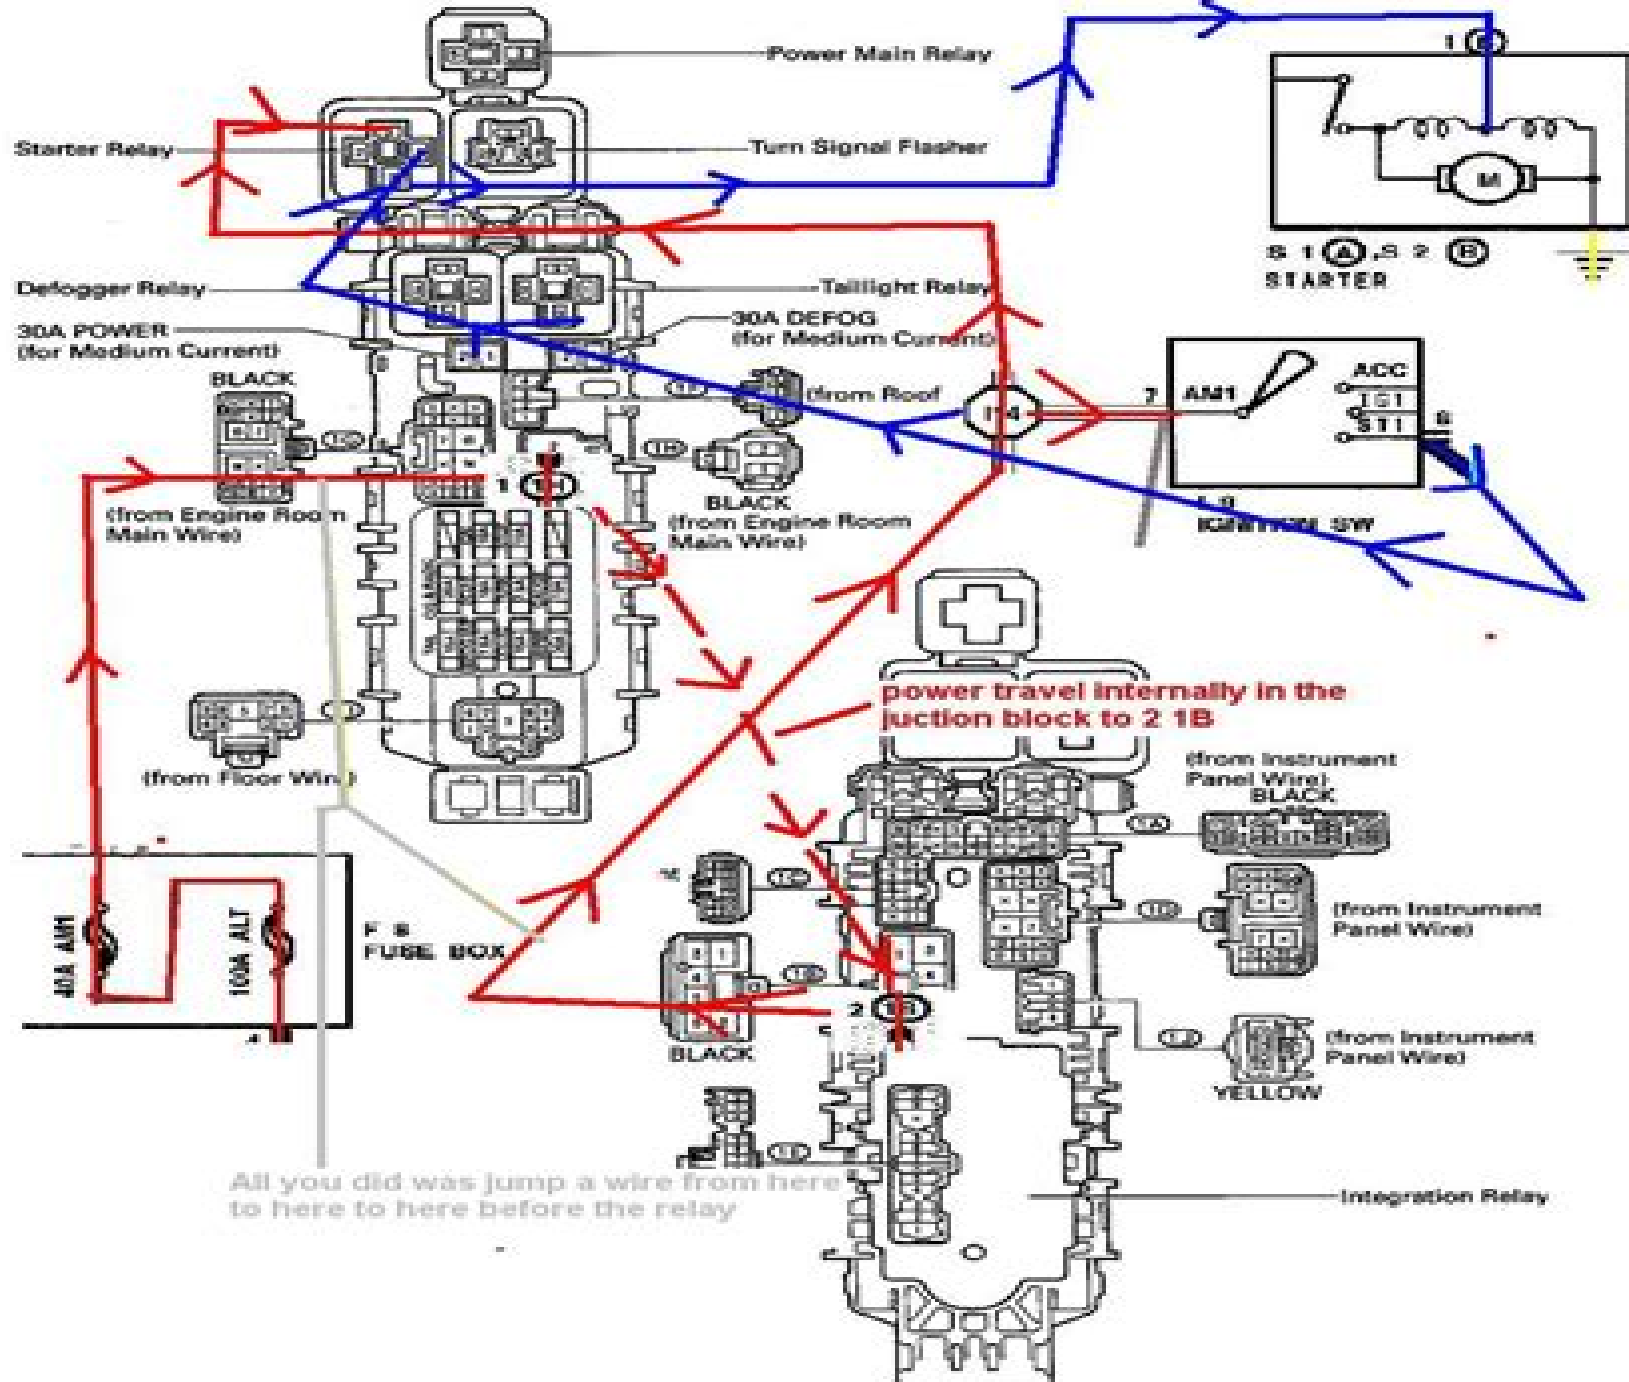 Power Main Relay
Starter Relay
Turn Signal Flasher
S 1 A , S 2 B
STARTER
Defogger Relay
Taillight Relay
30A POWER
(for Medium Current)
30A DEFOG
(for Medium Current)
BLACK
(from Roof
7
AM1
ACC
IG1
ST1
1
BLACK
(from Engine Room
Main Wire)
(from Engine Room
Main Wire)
IGNITION SW
M
power travel internally in the
juction block to 2 1B
(from Instrument
Panel Wire)
BLACK
1A
(from Floor Wire)
40A AM1
100A ALT
FUSE BOX
(from Instrument
Panel Wire)
2
BLACK
(from Instrument
Panel Wire)
YELLOW
All you did was jump a wire from here
to here to here before the relay
Integration Relay